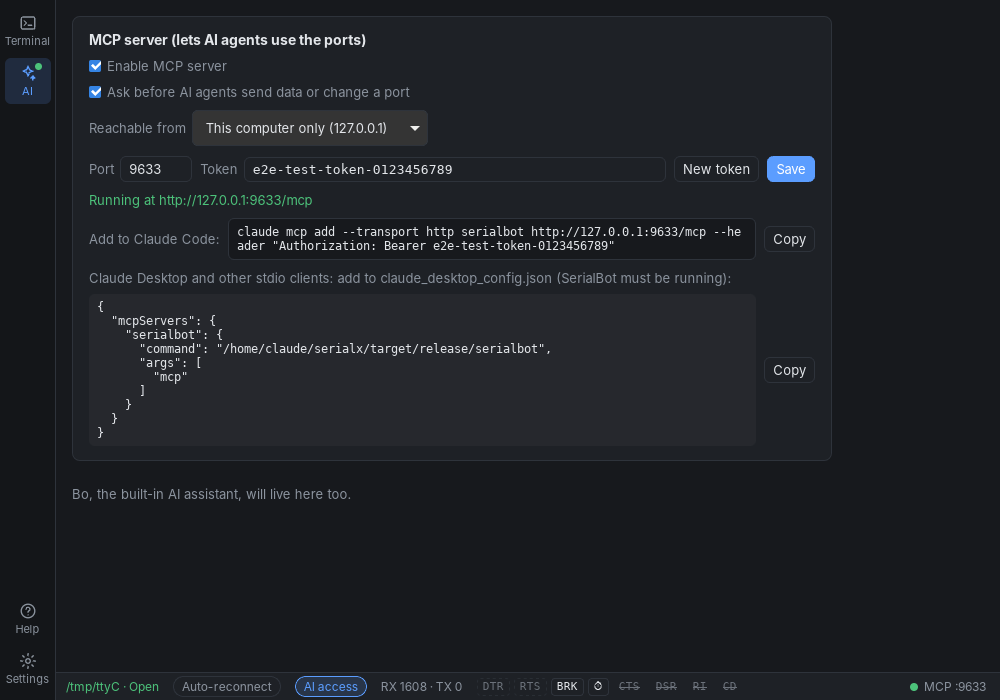 Terminal
AI
MCP server (lets AI agents use the ports)
Enable MCP server
Ask before AI agents send data or change a port
Reachable from This computer only (127.0.0.1)
Port 9633 Token e2e-test-token-0123456789 New token Save
Running at http://127.0.0.1:9633/mcp
Add to Claude Code:
claude mcp add --transport http serialbot http://127.0.0.1:9633/mcp --he
ader "Authorization: Bearer e2e-test-token-0123456789"
Copy
Claude Desktop and other stdio clients: add to claude_desktop_config.json (SerialBot must be running):
{
  "mcpServers": {
    "serialbot": {
      "command": "/home/claude/serialx/target/release/serialbot",
      "args": [
        "mcp"
      ]
    }
  }
}
Copy
Bo, the built-in AI assistant, will live here too.
Help
Settings
/tmp/ttyC · Open Auto-reconnect AI access RX 1608 · TX 0 DTR RTS BRK CTS DSR RI CD MCP :9633